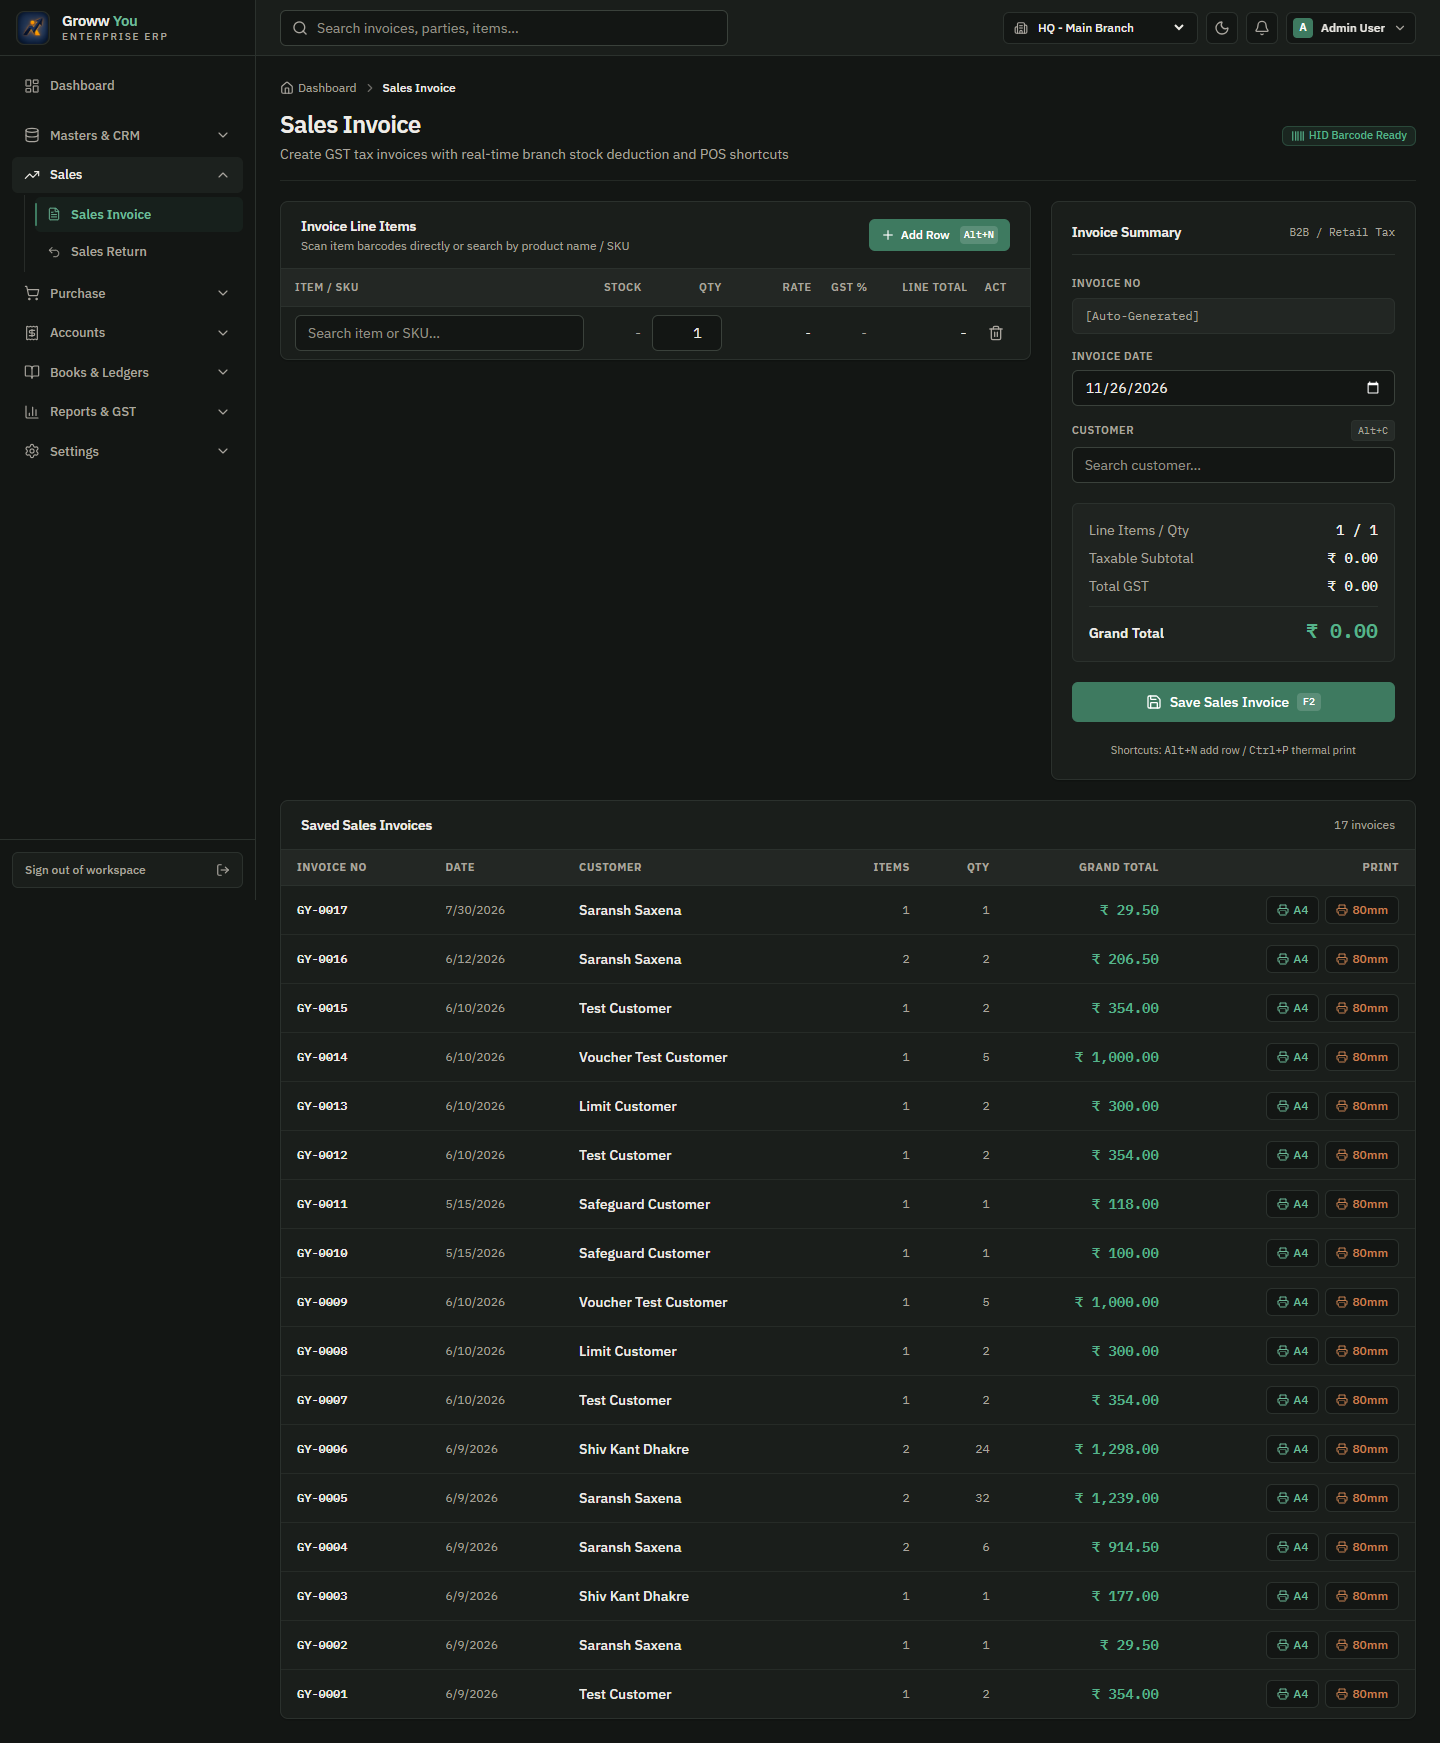 Groww You
ENTERPRISE ERP
Search invoices, parties, items...
HQ - Main Branch
A
Admin User
Dashboard
Masters & CRM
Sales
Sales Invoice
Sales Return
Purchase
Accounts
Books & Ledgers
Reports & GST
Settings
Sign out of workspace
Dashboard > Sales Invoice
Sales Invoice
Create GST tax invoices with real-time branch stock deduction and POS shortcuts
HID Barcode Ready
Invoice Line Items
Scan item barcodes directly or search by product name / SKU
+ Add Row Alt+N
ITEM / SKU STOCK QTY RATE GST % LINE TOTAL ACT
Search item or SKU... - 1 - - -
Invoice Summary B2B / Retail Tax
INVOICE NO
[Auto-Generated]
INVOICE DATE
11/26/2026
CUSTOMER Alt+C
Search customer...
Line Items / Qty 1 / 1
Taxable Subtotal ₹ 0.00
Total GST ₹ 0.00
Grand Total ₹ 0.00
Save Sales Invoice F2
Shortcuts: Alt+N add row / Ctrl+P thermal print
Saved Sales Invoices 17 invoices
INVOICE NO DATE CUSTOMER ITEMS QTY GRAND TOTAL PRINT
GY-0017 7/30/2026 Saransh Saxena 1 1 ₹ 29.50 A4 80mm
GY-0016 6/12/2026 Saransh Saxena 2 2 ₹ 206.50 A4 80mm
GY-0015 6/10/2026 Test Customer 1 2 ₹ 354.00 A4 80mm
GY-0014 6/10/2026 Voucher Test Customer 1 5 ₹ 1,000.00 A4 80mm
GY-0013 6/10/2026 Limit Customer 1 2 ₹ 300.00 A4 80mm
GY-0012 6/10/2026 Test Customer 1 2 ₹ 354.00 A4 80mm
GY-0011 5/15/2026 Safeguard Customer 1 1 ₹ 118.00 A4 80mm
GY-0010 5/15/2026 Safeguard Customer 1 1 ₹ 100.00 A4 80mm
GY-0009 6/10/2026 Voucher Test Customer 1 5 ₹ 1,000.00 A4 80mm
GY-0008 6/10/2026 Limit Customer 1 2 ₹ 300.00 A4 80mm
GY-0007 6/10/2026 Test Customer 1 2 ₹ 354.00 A4 80mm
GY-0006 6/9/2026 Shiv Kant Dhakre 2 24 ₹ 1,298.00 A4 80mm
GY-0005 6/9/2026 Saransh Saxena 2 32 ₹ 1,239.00 A4 80mm
GY-0004 6/9/2026 Saransh Saxena 2 6 ₹ 914.50 A4 80mm
GY-0003 6/9/2026 Shiv Kant Dhakre 1 1 ₹ 177.00 A4 80mm
GY-0002 6/9/2026 Saransh Saxena 1 1 ₹ 29.50 A4 80mm
GY-0001 6/9/2026 Test Customer 1 2 ₹ 354.00 A4 80mm